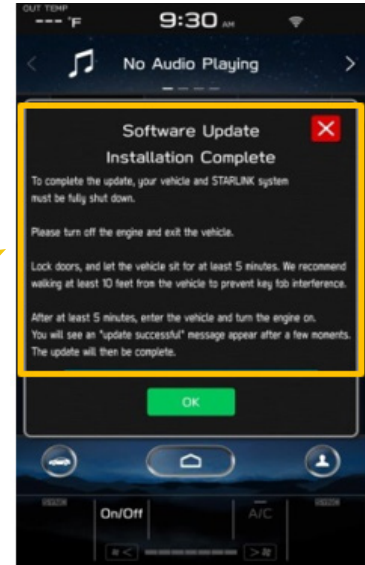 OUT TEMP
--- °F
9:30 AM
No Audio Playing
Software Update
Installation Complete
To complete the update, your vehicle and STARLINK system
must be fully shut down.
Please turn off the engine and exit the vehicle.
Lock doors, and let the vehicle sit for at least 5 minutes. We recommend
walking at least 10 feet from the vehicle to prevent key fob interference.
After at least 5 minutes, enter the vehicle and turn the engine on.
You will see an "update successful" message appear after a few moments.
The update will then be complete.
OK
SYNC
SYNC
On/Off
A/C